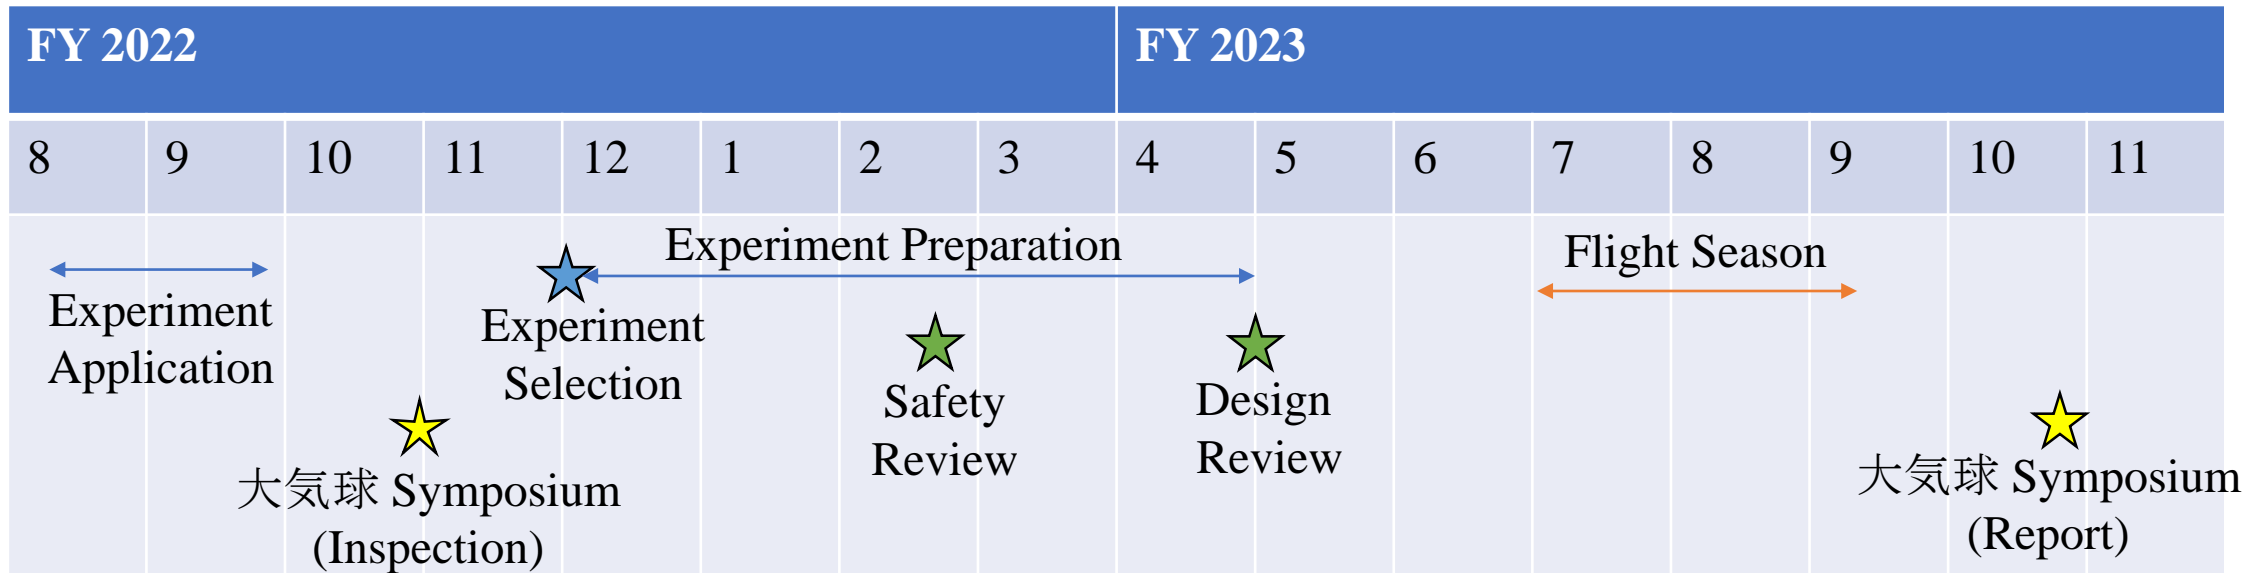 FY 2022
FY 2023
8 9 10 11 12 1 2 3 4 5 6 7 8 9 10 11
Experiment Preparation
Flight Season
Experiment
Application
Experiment
Selection
Safety
Review
Design
Review
大気球 Symposium
(Inspection)
大気球 Symposium
(Report)